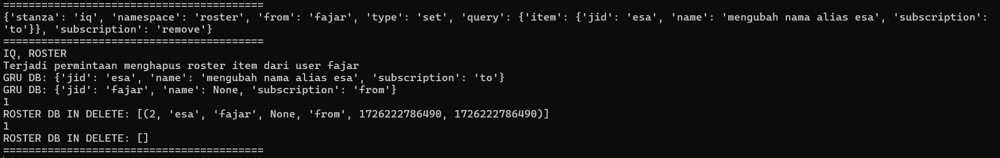 =========================================
{'stanza': 'iq', 'namespace': 'roster', 'from': 'fajar', 'type': 'set', 'query': {'item': {'jid': 'esa', 'name': 'mengubah nama alias esa', 'subscription':
'to'}}, 'subscription': 'remove'}
=========================================
IQ, ROSTER
Terjadi permintaan menghapus roster item dari user fajar
GRU DB: {'jid': 'esa', 'name': 'mengubah nama alias esa', 'subscription': 'to'}
GRU DB: {'jid': 'fajar', 'name': None, 'subscription': 'from'}
1
ROSTER DB IN DELETE: [(2, 'esa', 'fajar', None, 'from', 1726222786490, 1726222786490)]
1
ROSTER DB IN DELETE: []
=========================================